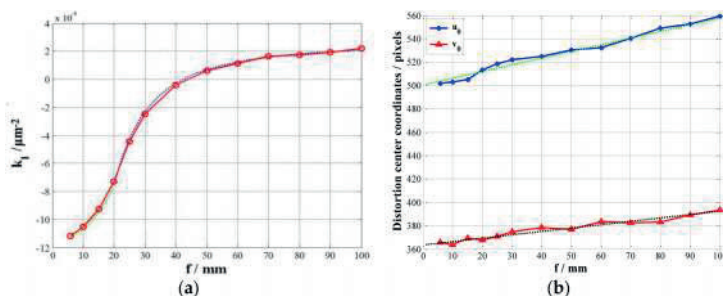 x 10⁻⁸
4
2
0
-2
-4
-6
-8
-10
-12
k₁ /μm⁻²
0 10 20 30 40 50 60 70 80 90 100
f / mm
(a)
u₀
v₀
560
540
520
500
480
460
440
420
400
380
360
Distortion center coordinates / pixels
0 10 20 30 40 50 60 70 80 90 100
f / mm
(b)